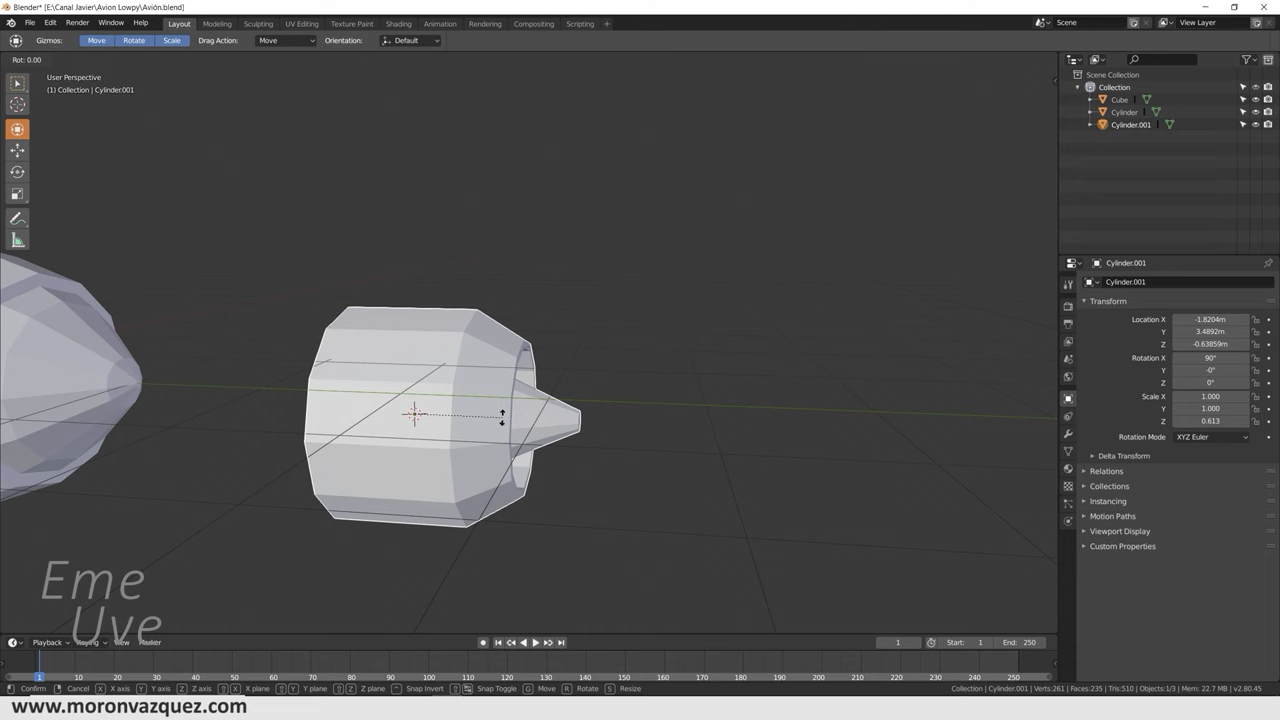 Blender* [E:\Canal Javier\Avion Lowpy\Avión.blend]
File Edit Render Window Help Layout Modeling Sculpting UV Editing Texture Paint Shading Animation Rendering Compositing Scripting + Scene View Layer
Gizmos: Move Rotate Scale Drag Action: Move Orientation: Default
Rot: 0.00
User Perspective
(1) Collection | Cylinder.001
Scene Collection
Collection
Cube
Cylinder
Cylinder.001
Cylinder.001
Cylinder.001
Transform
Location X -1.8204m
Y 3.4892m
Z -0.63859m
Rotation X 90°
Y -0°
Z 0°
Scale X 1.000
Y 1.000
Z 0.613
Rotation Mode XYZ Euler
Delta Transform
Relations
Collections
Instancing
Motion Paths
Viewport Display
Custom Properties
Eme
Uve
Playback Keying View Marker 1 Start: 1 End: 250
1 10 20 30 40 50 60 70 80 90 100 110 120 130 140 150 160 170 180 190 200 210 220 230 240 250
Confirm Cancel X X axis Y Y axis Z Z axis X X plane Y Y plane Z Z plane Snap Invert Snap Toggle G Move R Rotate S Resize Collection | Cylinder.001 | Verts:261 | Faces:235 | Tris:510 | Objects:1/3 | Mem: 22.7 MB | v2.80.45
www.moronvazquez.com